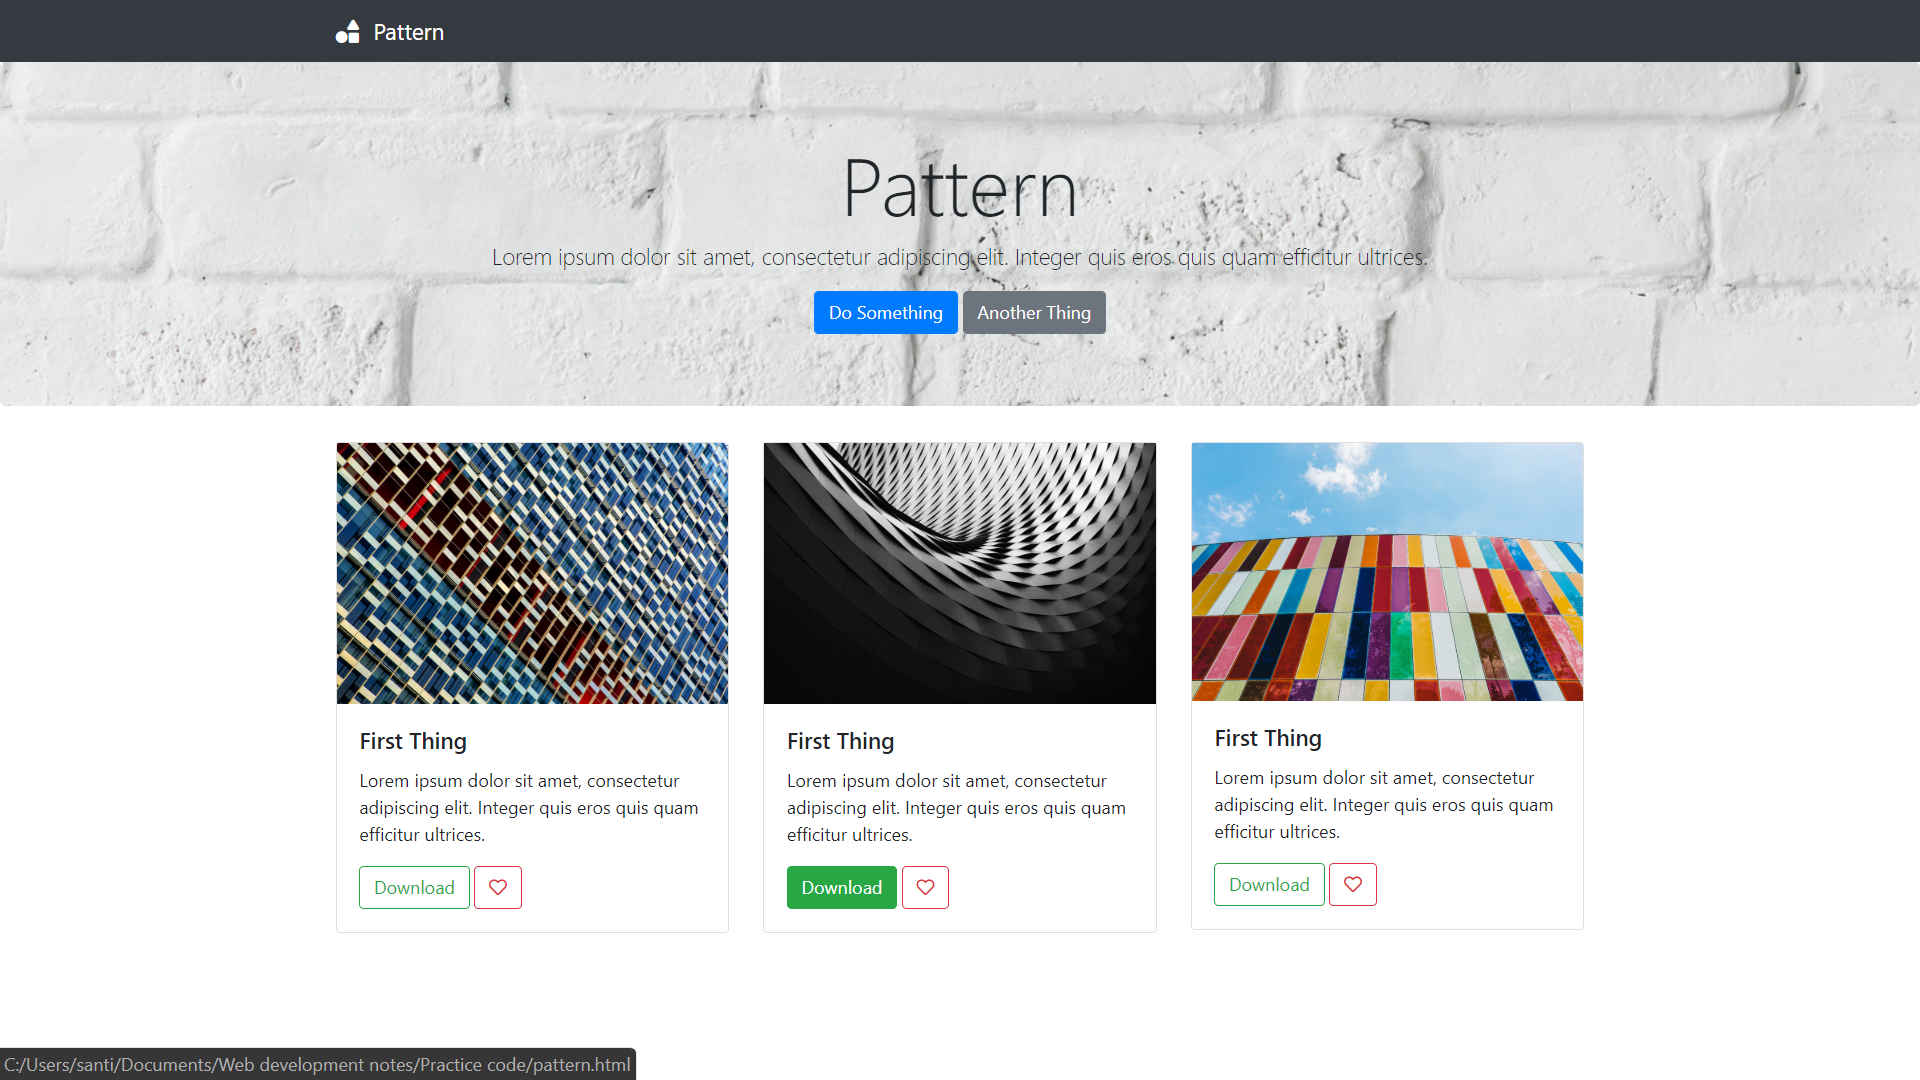 Pattern
Pattern
Lorem ipsum dolor sit amet, consectetur adipiscing elit. Integer quis eros quis quam efficitur ultrices.
Do Something
Another Thing
First Thing
Lorem ipsum dolor sit amet, consectetur
adipiscing elit. Integer quis eros quis quam
efficitur ultrices.
Download
First Thing
Lorem ipsum dolor sit amet, consectetur
adipiscing elit. Integer quis eros quis quam
efficitur ultrices.
Download
First Thing
Lorem ipsum dolor sit amet, consectetur
adipiscing elit. Integer quis eros quis quam
efficitur ultrices.
Download
C:/Users/santi/Documents/Web development notes/Practice code/pattern.html